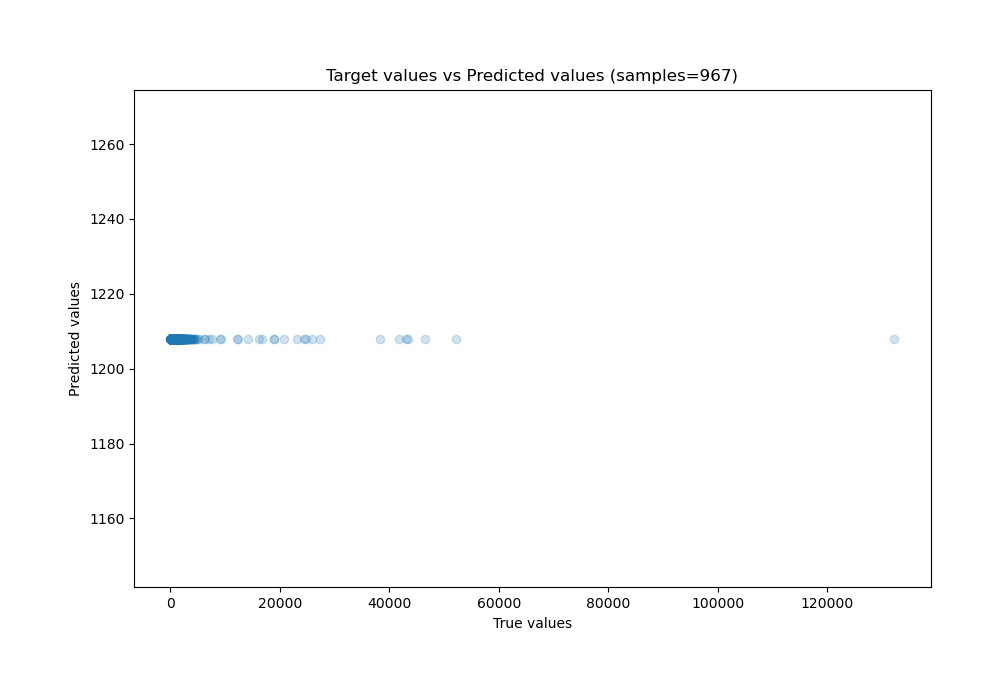 Target values vs Predicted values (samples=967)
Predicted values
1260
1240
1220
1200
1180
1160
0 20000 40000 60000 80000 100000 120000
True values